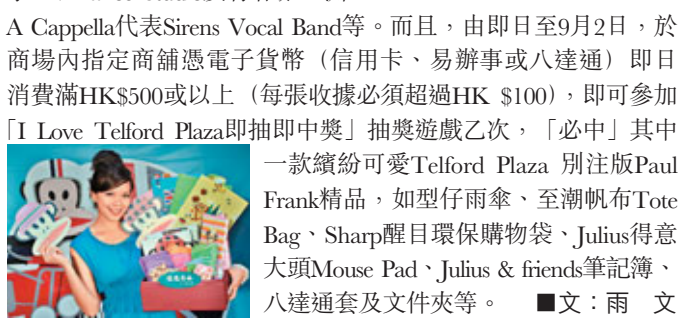 A Cappella代表Sirens Vocal Band等。而且，由即日至9月2日，於
商場內指定商舖憑電子貨幣（信用卡、易辦事或八達通）即日
消費滿HK$500或以上（每張收據必須超過HK $100），即可參加
「I Love Telford Plaza即抽即中獎」抽獎遊戲乙次，「必中」其中
一款繽紛可愛Telford Plaza 別注版Paul
Frank精品，如型仔雨傘、至潮帆布Tote
Bag、Sharp醒目環保購物袋、Julius得意
大頭Mouse Pad、Julius & friends筆記簿、
八達通套及文件夾等。 ■文：雨 文